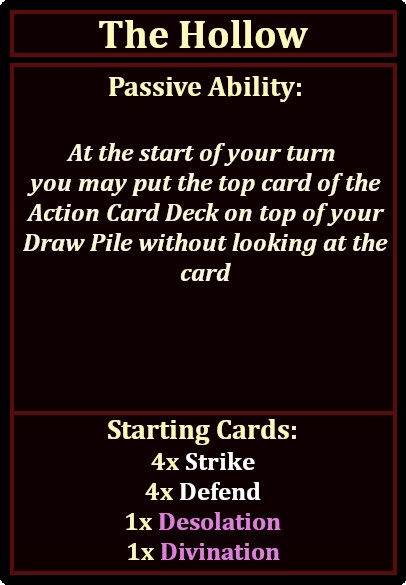 The Hollow
Passive Ability:
At the start of your turn
you may put the top card of the
Action Card Deck on top of your
Draw Pile without looking at the
card
Starting Cards:
4x Strike
4x Defend
1x Desolation
1x Divination